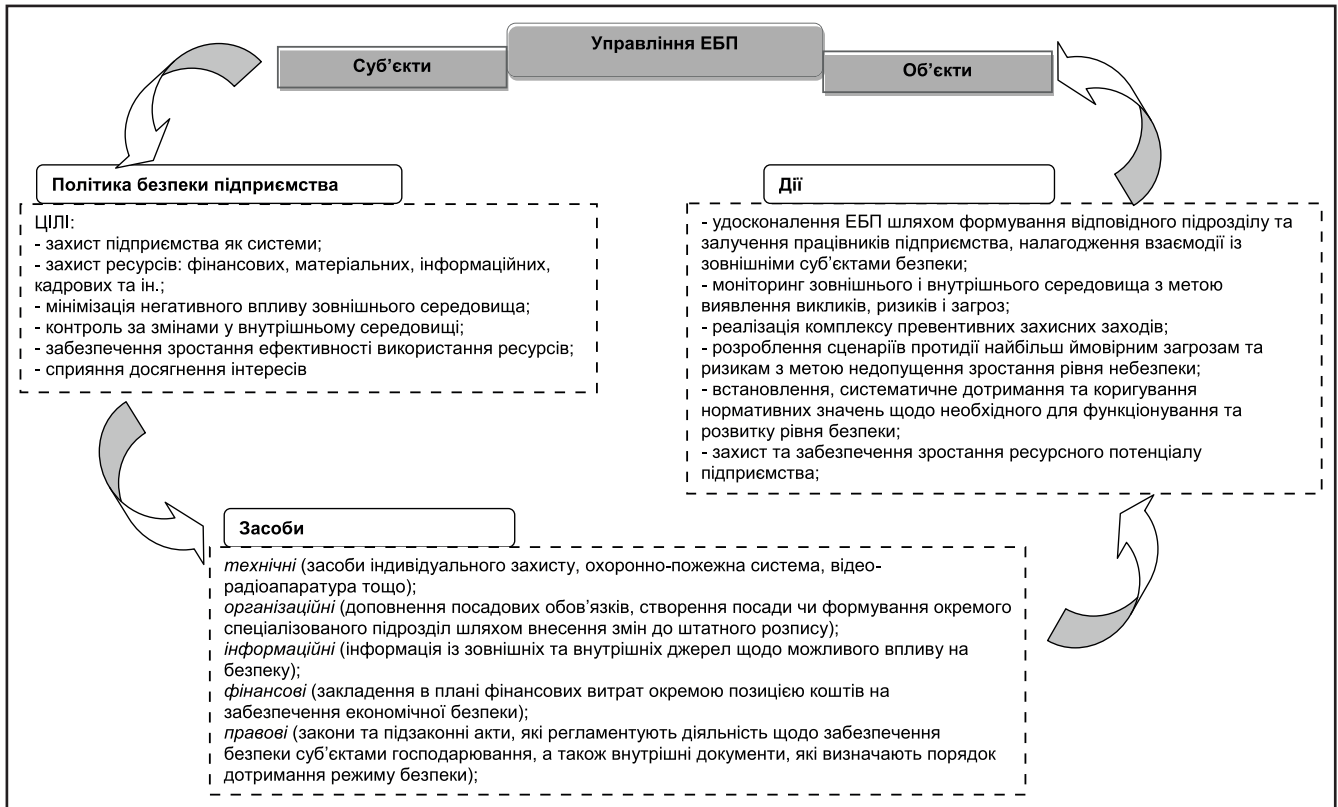 Управління ЕБП
Суб’єкти
Об’єкти
Політика безпеки підприємства
ЦІЛІ:
- захист підприємства як системи;
- захист ресурсів: фінансових, матеріальних, інформаційних,
кадрових та ін.;
- мінімізація негативного впливу зовнішнього середовища;
- контроль за змінами у внутрішньому середовищі;
- забезпечення зростання ефективності використання ресурсів;
- сприяння досягнення інтересів
Дії
- удосконалення ЕБП шляхом формування відповідного підрозділу та
залучення працівників підприємства, налагодження взаємодії із
зовнішніми суб’єктами безпеки;
- моніторинг зовнішнього і внутрішнього середовища з метою
виявлення викликів, ризиків і загроз;
- реалізація комплексу превентивних захисних заходів;
- розроблення сценаріїв протидії найбільш ймовірним загрозам та
ризикам з метою недопущення зростання рівня небезпеки;
- встановлення, систематичне дотримання та коригування
нормативних значень щодо необхідного для функціонування та
розвитку рівня безпеки;
- захист та забезпечення зростання ресурсного потенціалу
підприємства;
Засоби
технічні (засоби індивідуального захисту, охоронно-пожежна система, відео-
радіоапаратура тощо);
організаційні (доповнення посадових обов’язків, створення посади чи формування окремого
спеціалізованого підрозділ шляхом внесення змін до штатного розпису);
інформаційні (інформація із зовнішніх та внутрішніх джерел щодо можливого впливу на
безпеку);
фінансові (закладення в плані фінансових витрат окремою позицією коштів на
забезпечення економічної безпеки);
правові (закони та підзаконні акти, які регламентують діяльність щодо забезпечення
безпеки суб’єктами господарювання, а також внутрішні документи, які визначають порядок
дотримання режиму безпеки);